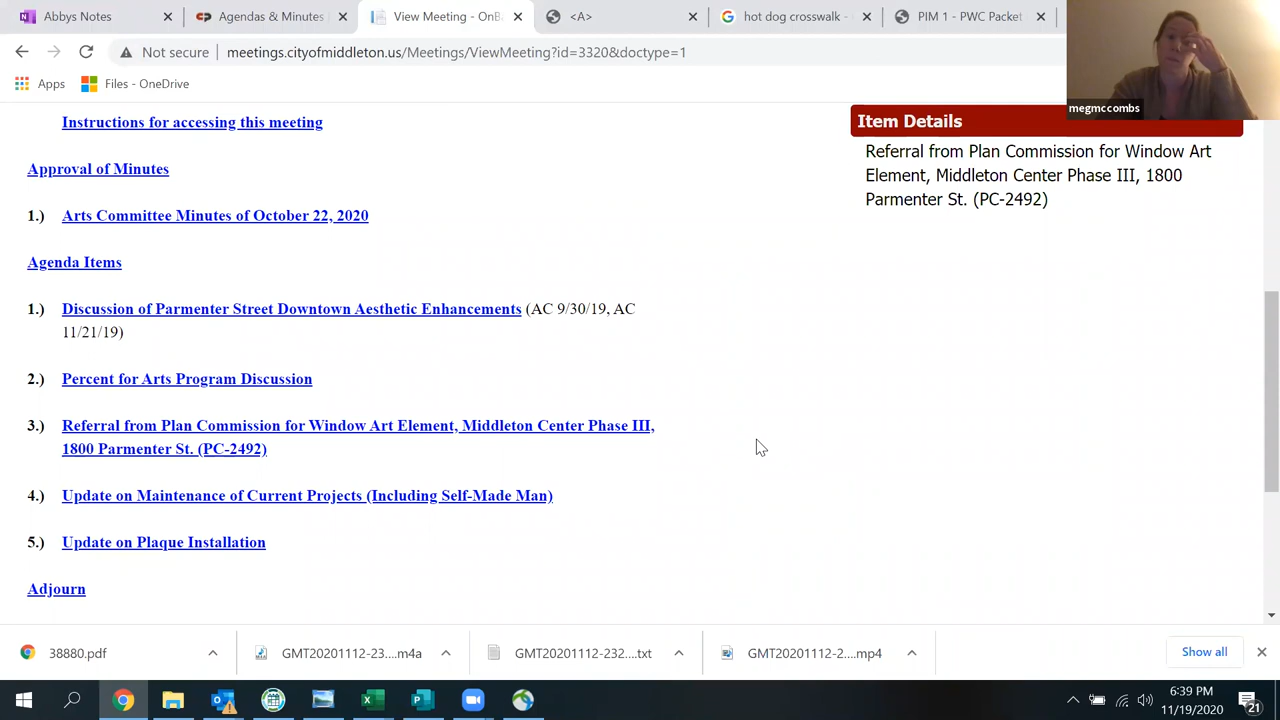 Abbys Notes
Agendas & Minutes
View Meeting - OnBa
<A>
hot dog crosswalk -
PIM 1 - PWC Packet
Not secure
meetings.cityofmiddleton.us/Meetings/ViewMeeting?id=3320&doctype=1
Apps
Files - OneDrive
megmccombs
Instructions for accessing this meeting
Approval of Minutes
1.) Arts Committee Minutes of October 22, 2020
Agenda Items
1.) Discussion of Parmenter Street Downtown Aesthetic Enhancements (AC 9/30/19, AC
11/21/19)
2.) Percent for Arts Program Discussion
3.) Referral from Plan Commission for Window Art Element, Middleton Center Phase III,
1800 Parmenter St. (PC-2492)
4.) Update on Maintenance of Current Projects (Including Self-Made Man)
5.) Update on Plaque Installation
Adjourn
Item Details
Referral from Plan Commission for Window Art
Element, Middleton Center Phase III, 1800
Parmenter St. (PC-2492)
38880.pdf
GMT20201112-23....m4a
GMT20201112-232....txt
GMT20201112-2....mp4
Show all
6:39 PM
11/19/2020
21